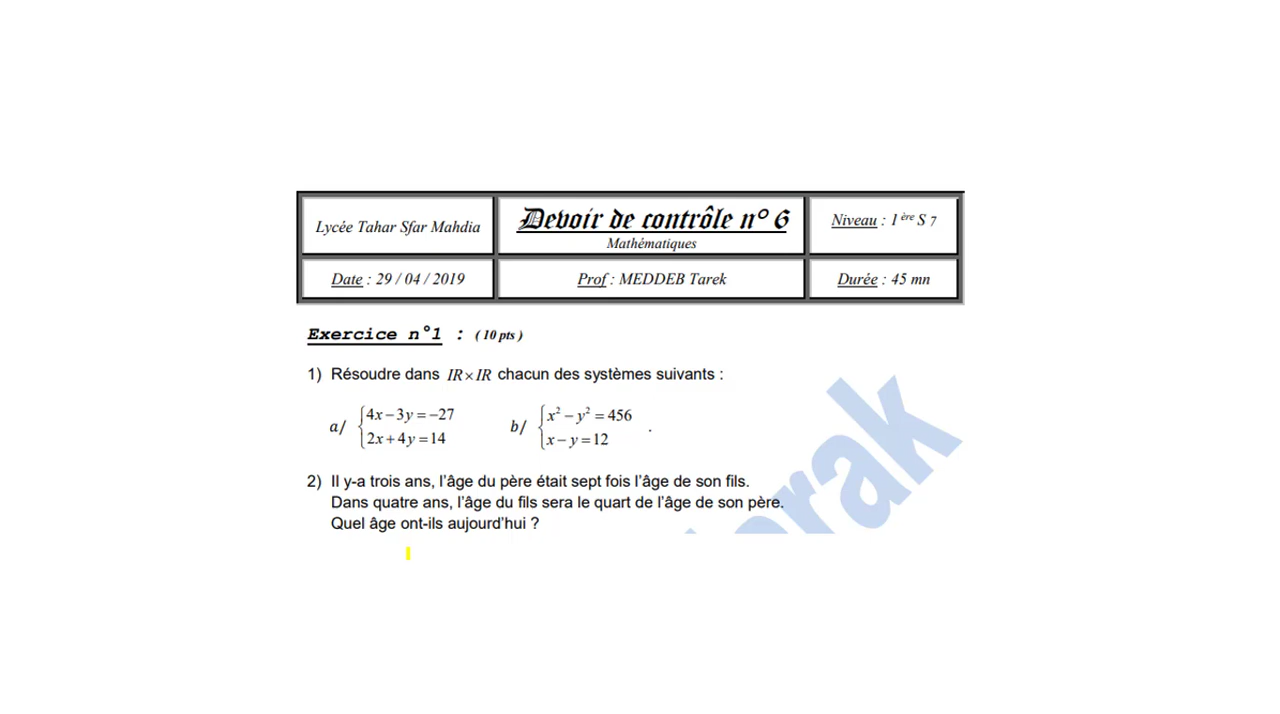 Lycée Tahar Sfar Mahdia
Devoir de contrôle n° 6
Mathématiques
Niveau : 1 ère S 7
Date : 29 / 04 / 2019
Prof : MEDDEB Tarek
Durée : 45 mn
Exercice n°1 : ( 10 pts )
1) Résoudre dans IR×IR chacun des systèmes suivants :
a/ { 4x − 3y = −27
2x + 4y = 14
b/ { x² − y² = 456
x − y = 12 .
2) Il y-a trois ans, l’âge du père était sept fois l’âge de son fils.
Dans quatre ans, l’âge du fils sera le quart de l’âge de son père.
Quel âge ont-ils aujourd’hui ?